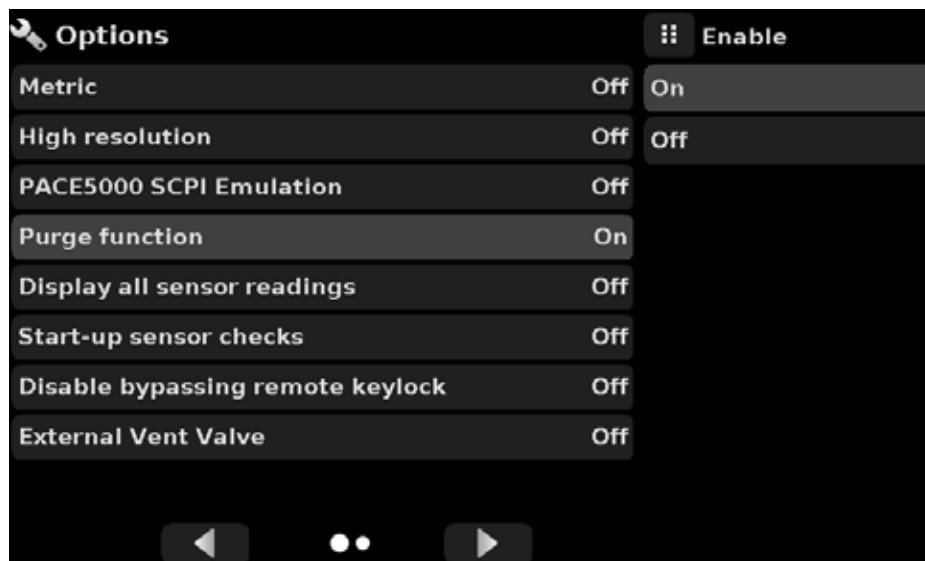 Options
Metric Off
High resolution Off
PACE5000 SCPI Emulation Off
Purge function On
Display all sensor readings Off
Start-up sensor checks Off
Disable bypassing remote keylock Off
External Vent Valve Off
Enable
On
Off